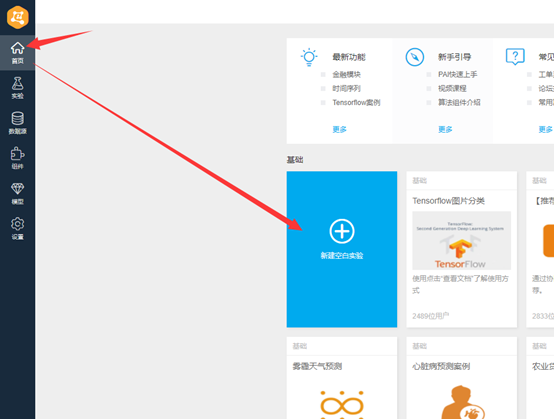 首页
实验
数据源
组件
模型
设置
最新功能
金融模块
时间序列
Tensorflow案例
更多
新手引导
PAI快速上手
视频课程
算法组件介绍
更多
常见
工单
论坛
常用
更多
基础
新建空白实验
基础
Tensorflow图片分类
TensorFlow:
Second Generation Deep Learning System
TensorFlow
使用点击“查看文档”了解使用方
式
2489位用户
基础
【推荐
通过协
荐。
2833位
基础
雾霾天气预测
基础
心脏病预测案例
基础
农业贷